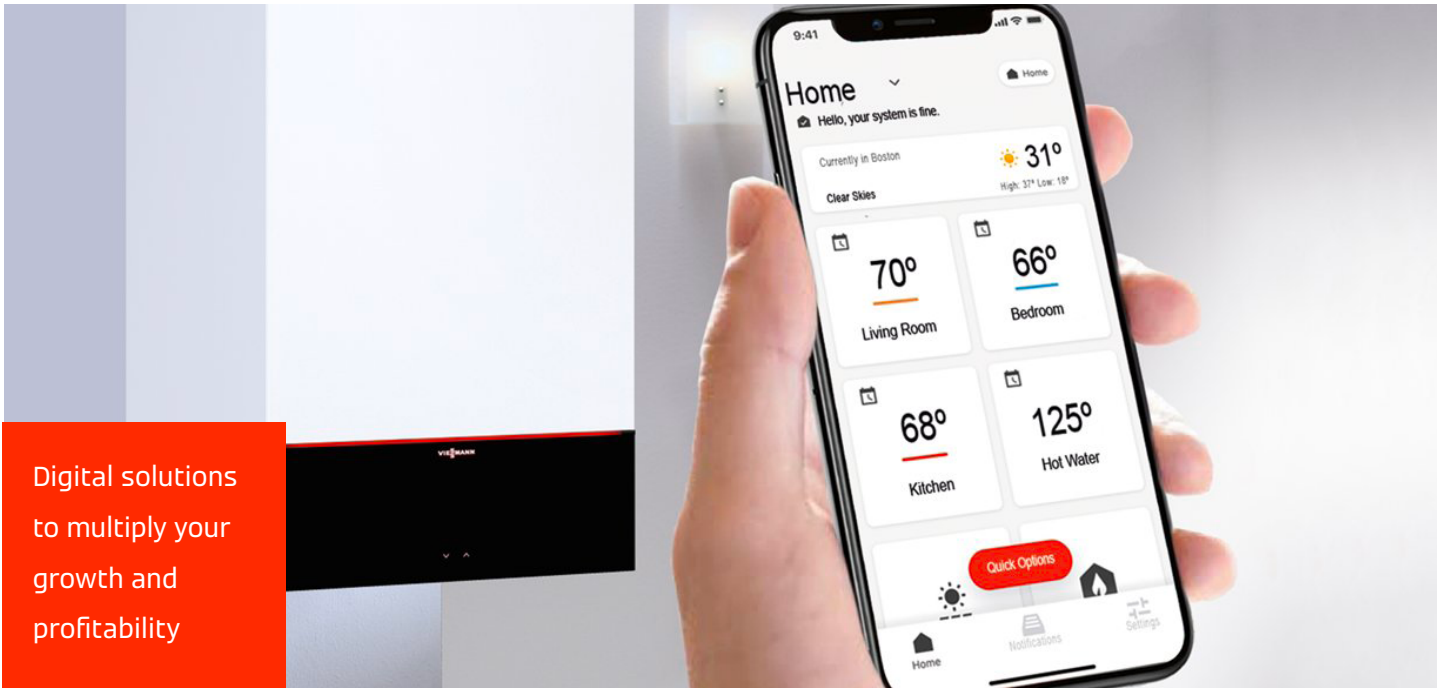 9:41
Home
Home
Hello, your system is fine.
Currently in Boston
31°
Clear Skies
High: 37° Low: 18°
70°
Living Room
66°
Bedroom
68°
Kitchen
125°
Hot Water
Quick Options
Home
Notifications
Settings
VIESMANN
Digital solutions
to multiply your
growth and
profitability